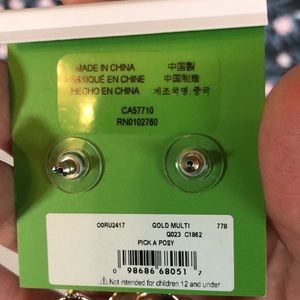 MADE IN CHINA 中国製
FABRIQUÉ EN CHINE 中国制造
HECHO EN CHINA 제조국명:중국
CA57710
RN0102760
O0RU2417 GOLD MULTI 778
Q023 C1862
PICK A POSY
0 98686 68051 7
⚠Not intended for children 12 and under